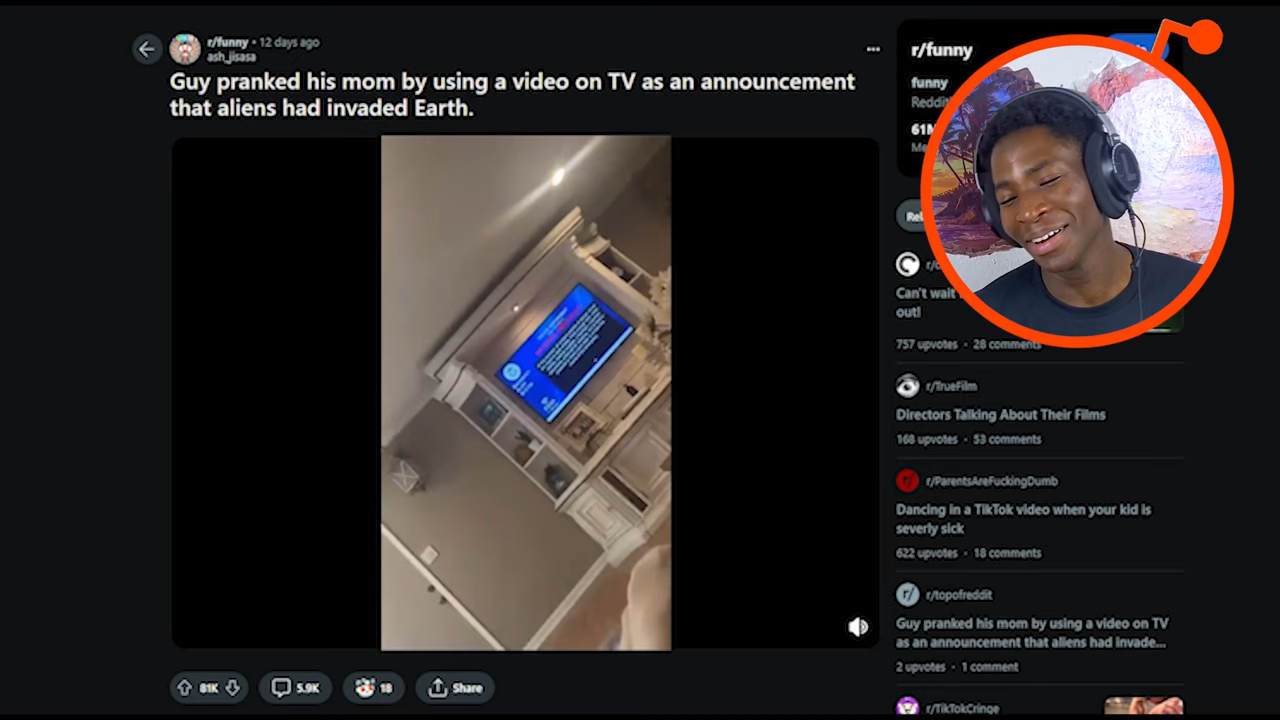 r/funny • 12 days ago
ash_jisasa
Guy pranked his mom by using a video on TV as an announcement
that aliens had invaded Earth.
81K
5.9K
18
Share
r/funny
funny
Can't wait
out!
757 upvotes • 28 comments
r/TrueFilm
Directors Talking About Their Films
168 upvotes • 53 comments
r/ParentsAreFuckingDumb
Dancing in a TikTok video when your kid is
severly sick
622 upvotes • 18 comments
r/topofreddit
Guy pranked his mom by using a video on TV
as an announcement that aliens had invade...
2 upvotes • 1 comment
r/TikTokCringe